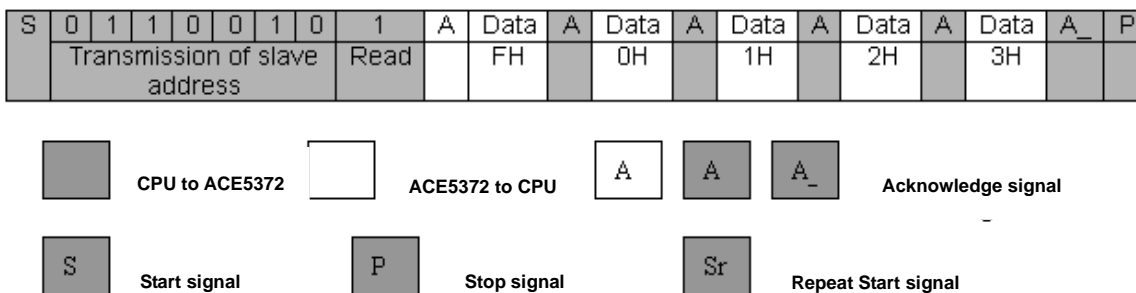 S 0 1 1 0 0 1 0 1 A Data A Data A Data A Data A Data A_ P
Transmission of slave address Read FH 0H 1H 2H 3H
CPU to ACE5372 ACE5372 to CPU A A A_ Acknowledge signal
S Start signal P Stop signal Sr Repeat Start signal